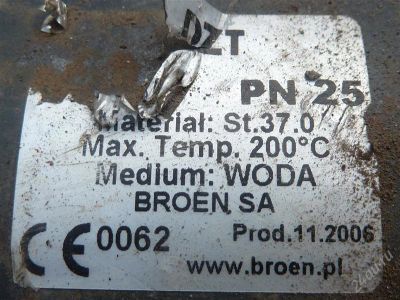 DZT
PN 25
Materiał: St.37.0
Max. Temp. 200°C
Medium: WODA
BROEN SA
CE 0062 Prod.11.2006
www.broen.pl